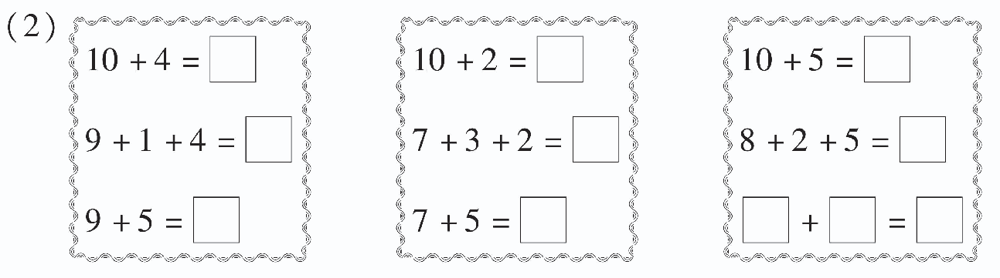 (2)
10 + 4 = □
9 + 1 + 4 = □
9 + 5 = □
10 + 2 = □
7 + 3 + 2 = □
7 + 5 = □
10 + 5 = □
8 + 2 + 5 = □
□ + □ = □